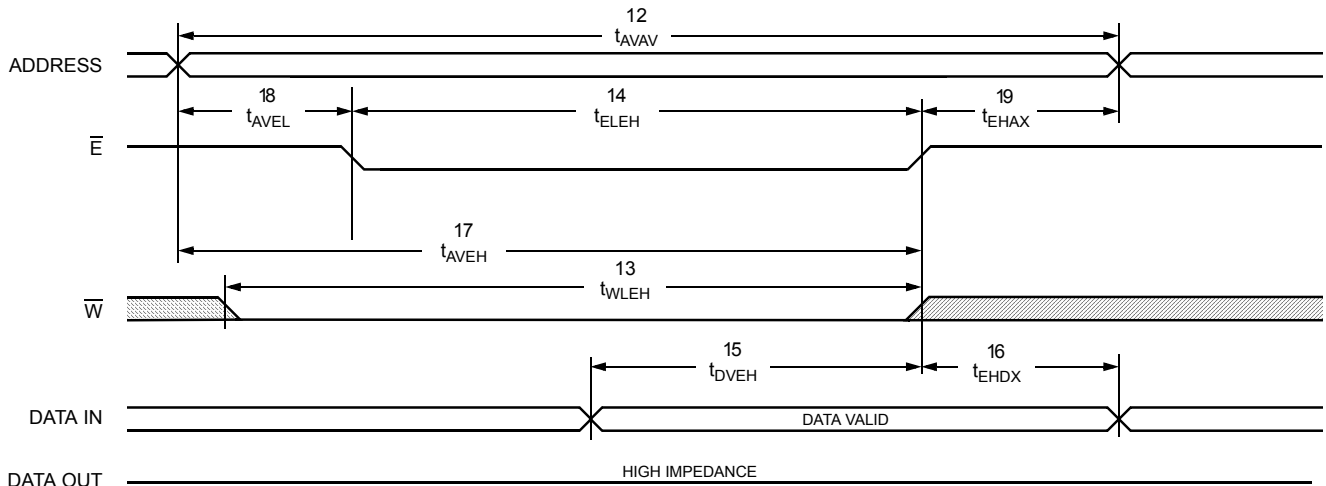 12
tAVAV
ADDRESS
18
tAVEL
14
tELEH
19
tEHAX
E
17
tAVEH
13
tWLEH
W
15
tDVEH
16
tEHDX
DATA IN
DATA VALID
DATA OUT
HIGH IMPEDANCE